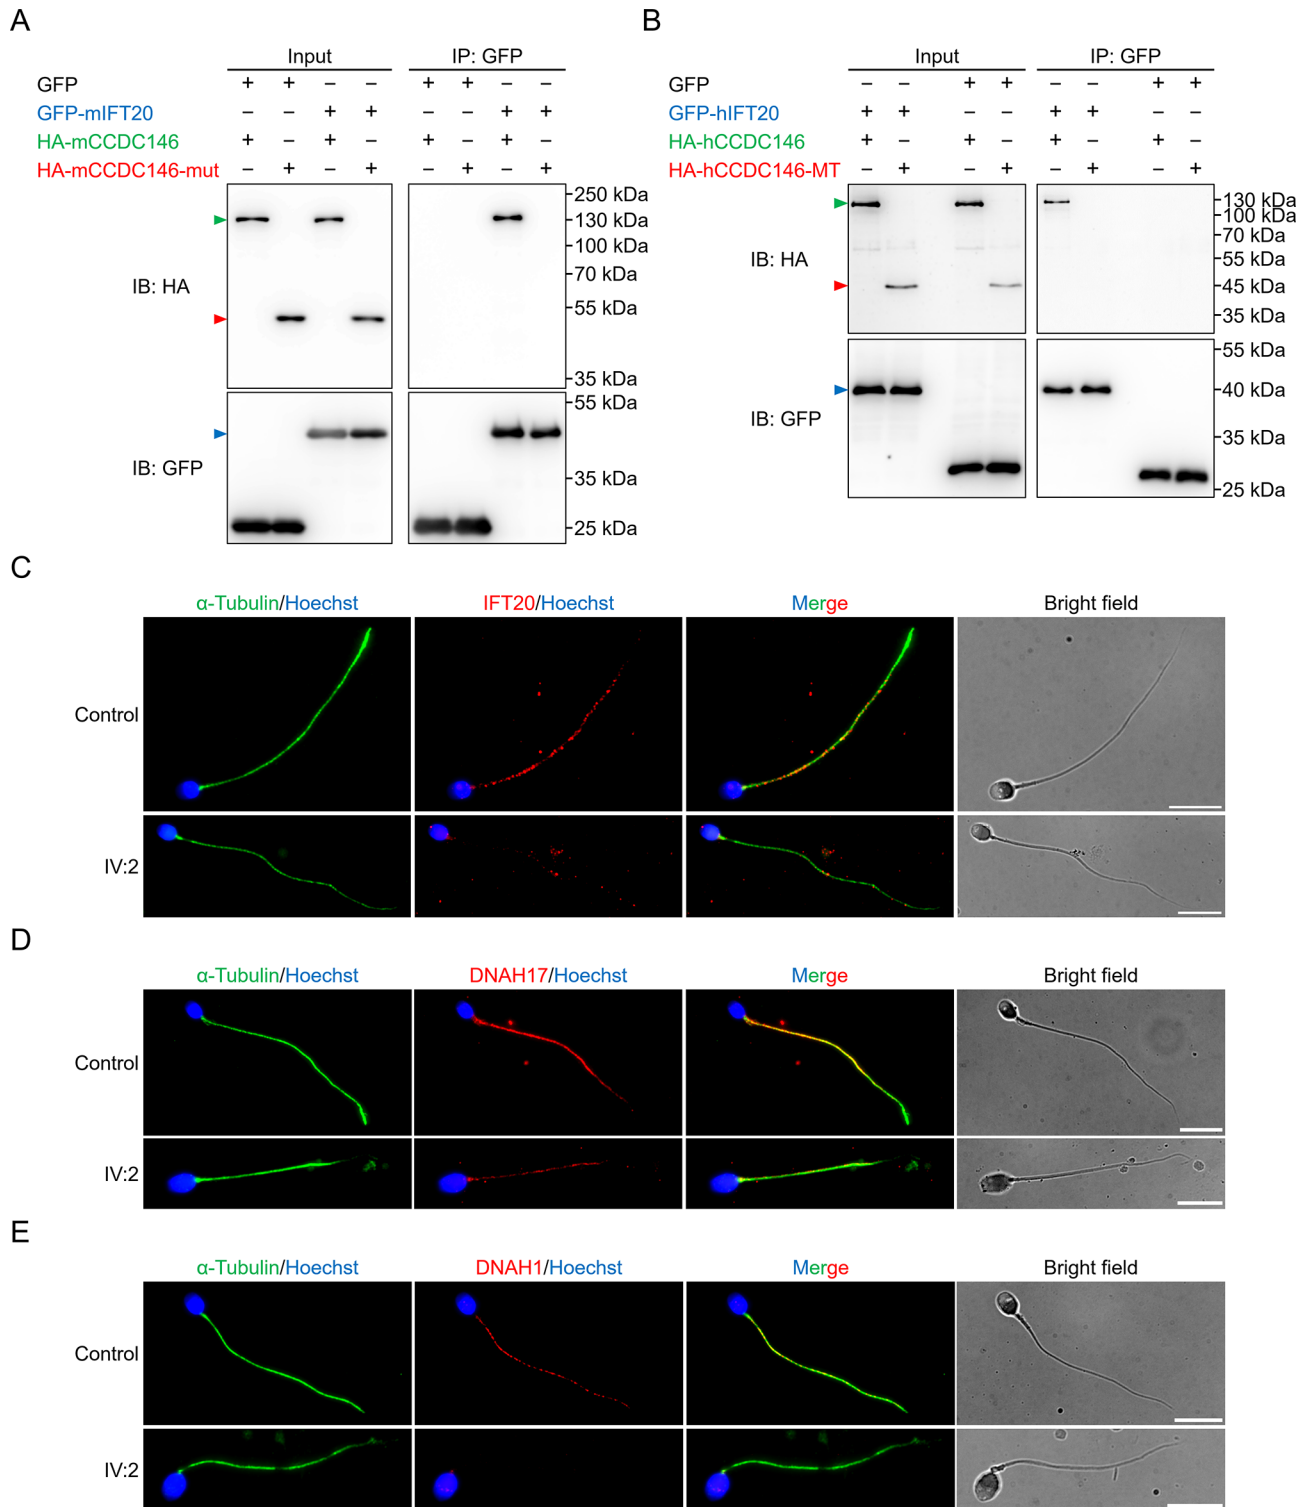 A
Input IP: GFP
GFP + + – – + + – –
GFP-mIFT20 – – + + – – + +
HA-mCCDC146 + – + – + – + –
HA-mCCDC146-mut – + – + – + – +
IB: HA
250 kDa
130 kDa
100 kDa
70 kDa
55 kDa
35 kDa
IB: GFP
55 kDa
35 kDa
25 kDa
B
Input IP: GFP
GFP – – + + – – + +
GFP-hIFT20 + + – – + + – –
HA-hCCDC146 + – + – + – + –
HA-hCCDC146-MT – + – + – + – +
IB: HA
130 kDa
100 kDa
70 kDa
55 kDa
45 kDa
35 kDa
IB: GFP
55 kDa
40 kDa
35 kDa
25 kDa
C
α-Tubulin/Hoechst IFT20/Hoechst Merge Bright field
Control
IV:2
D
α-Tubulin/Hoechst DNAH17/Hoechst Merge Bright field
Control
IV:2
E
α-Tubulin/Hoechst DNAH1/Hoechst Merge Bright field
Control
IV:2